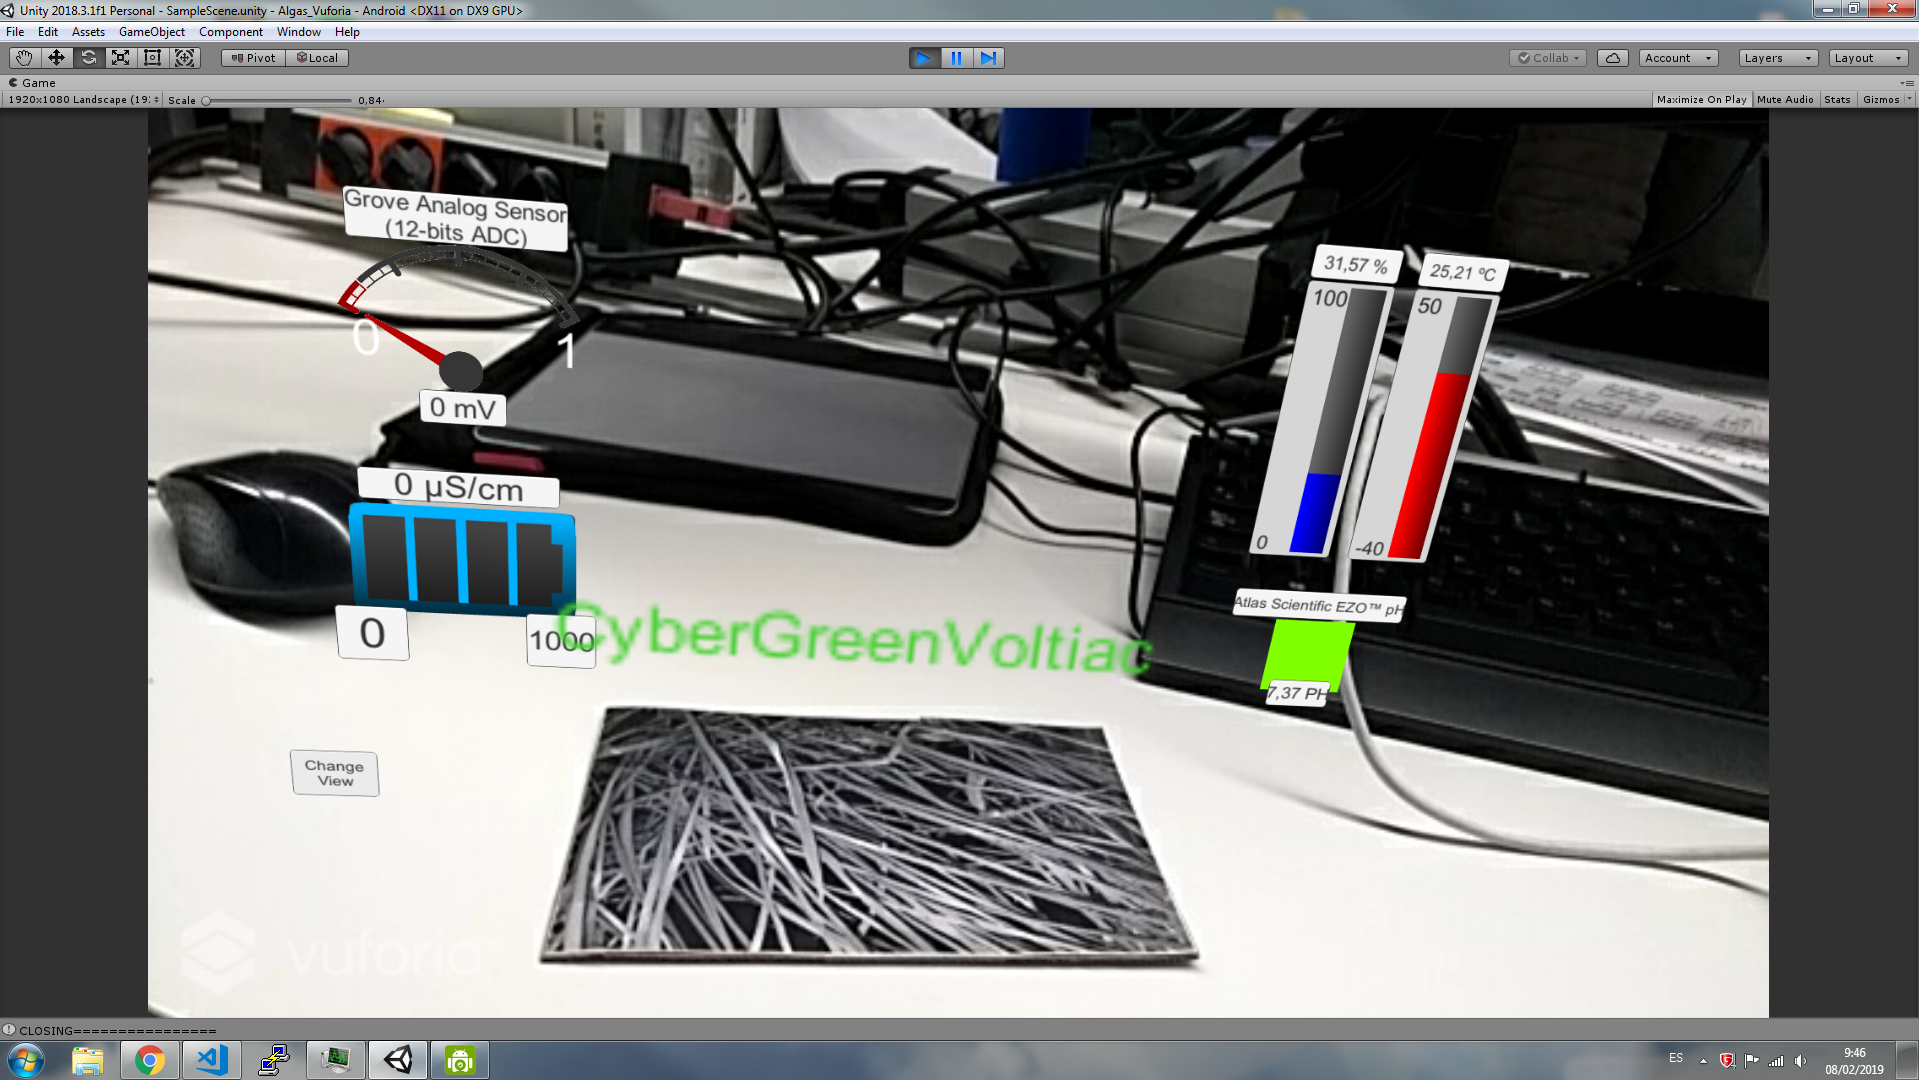 Unity 2018.3.1f1 Personal - SampleScene.unity - Algas_Vuforia - Android <DX11 on DX9 GPU>
File Edit Assets GameObject Component Window Help
Pivot Local Collab Account Layers Layout
Game
1920x1080 Landscape (19: Scale 0,84 Maximize On Play Mute Audio Stats Gizmos
Grove Analog Sensor
(12-bits ADC)
0 1
0 mV
31,57 % 25,21 ºC
100 50
0 -40
0 µS/cm
0 1000
CyberGreenVoltiac
Atlas Scientific EZO™ pH
7,37 PH
Change
View
vuforia
CLOSING================
ES 9:46
08/02/2019